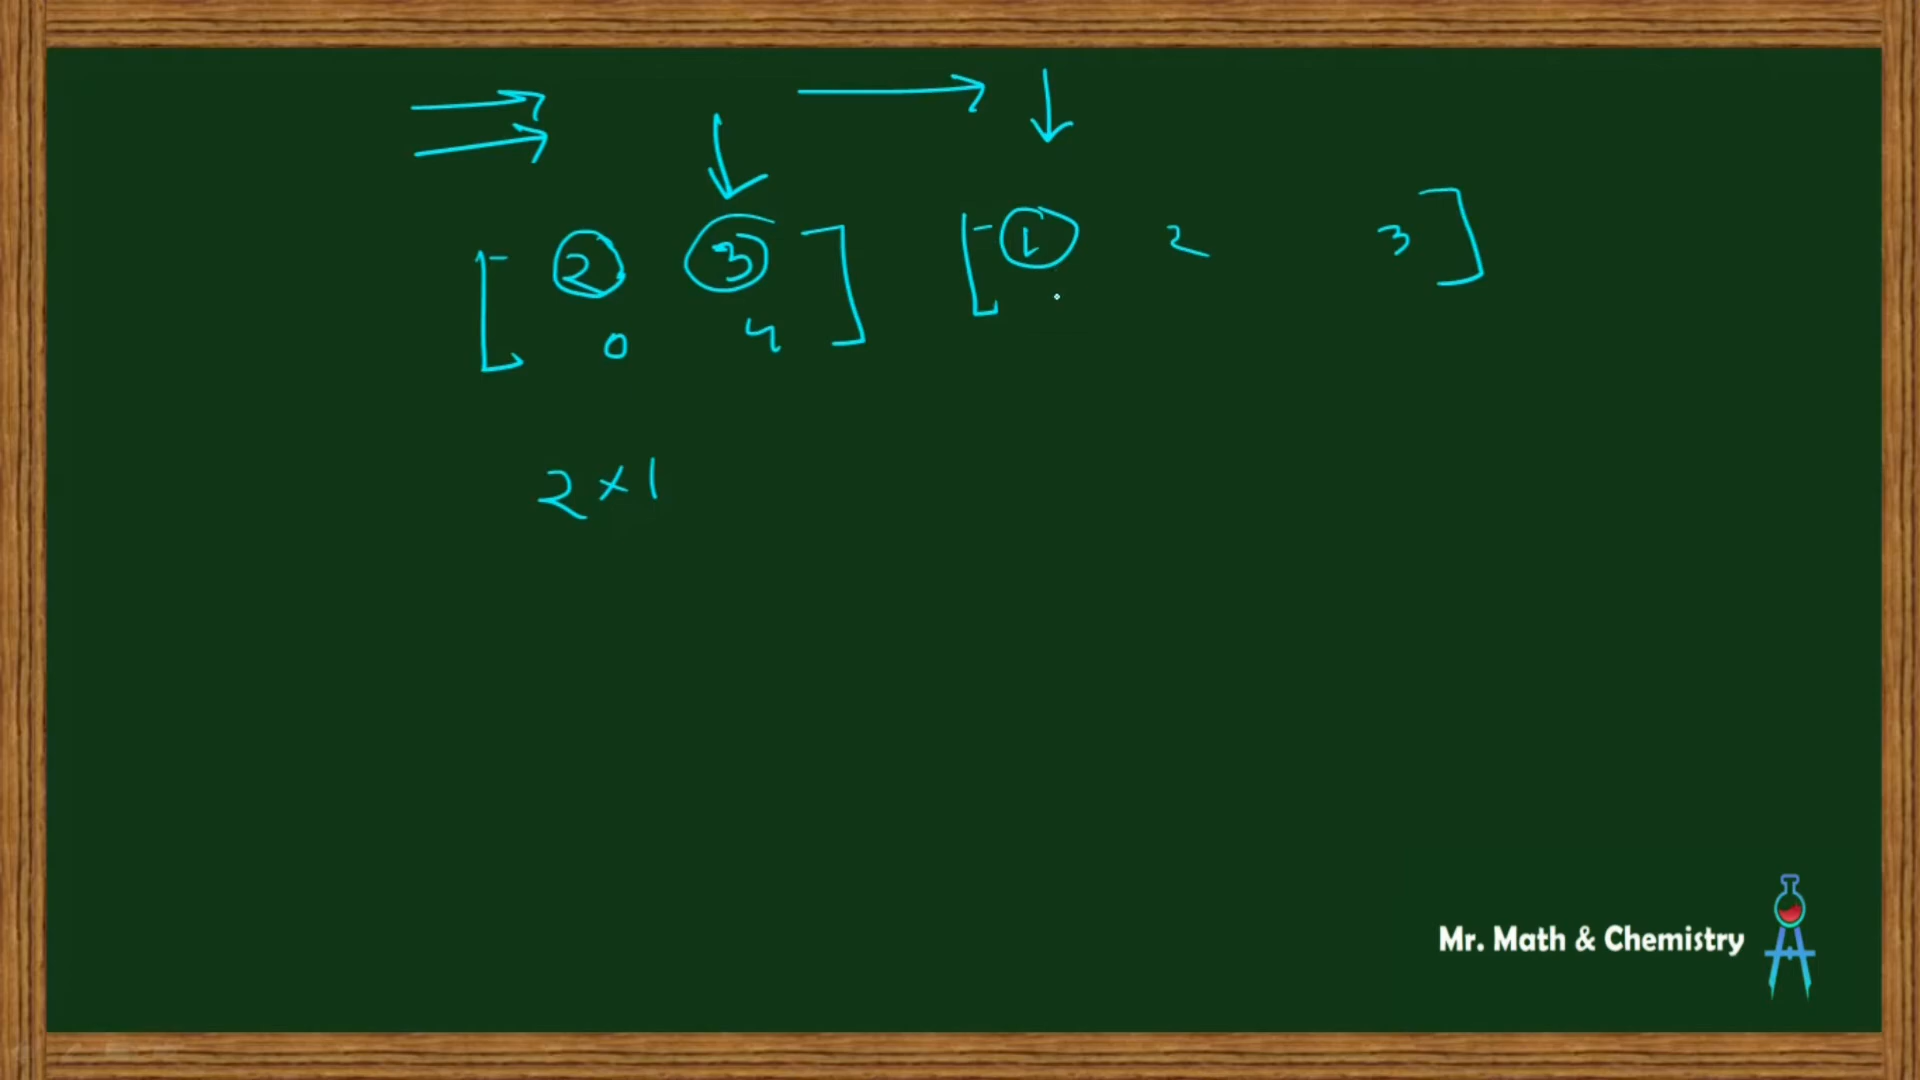 [ 2 3 ] [ 1 2 3 ]
0 4
2 × 1
Mr. Math & Chemistry